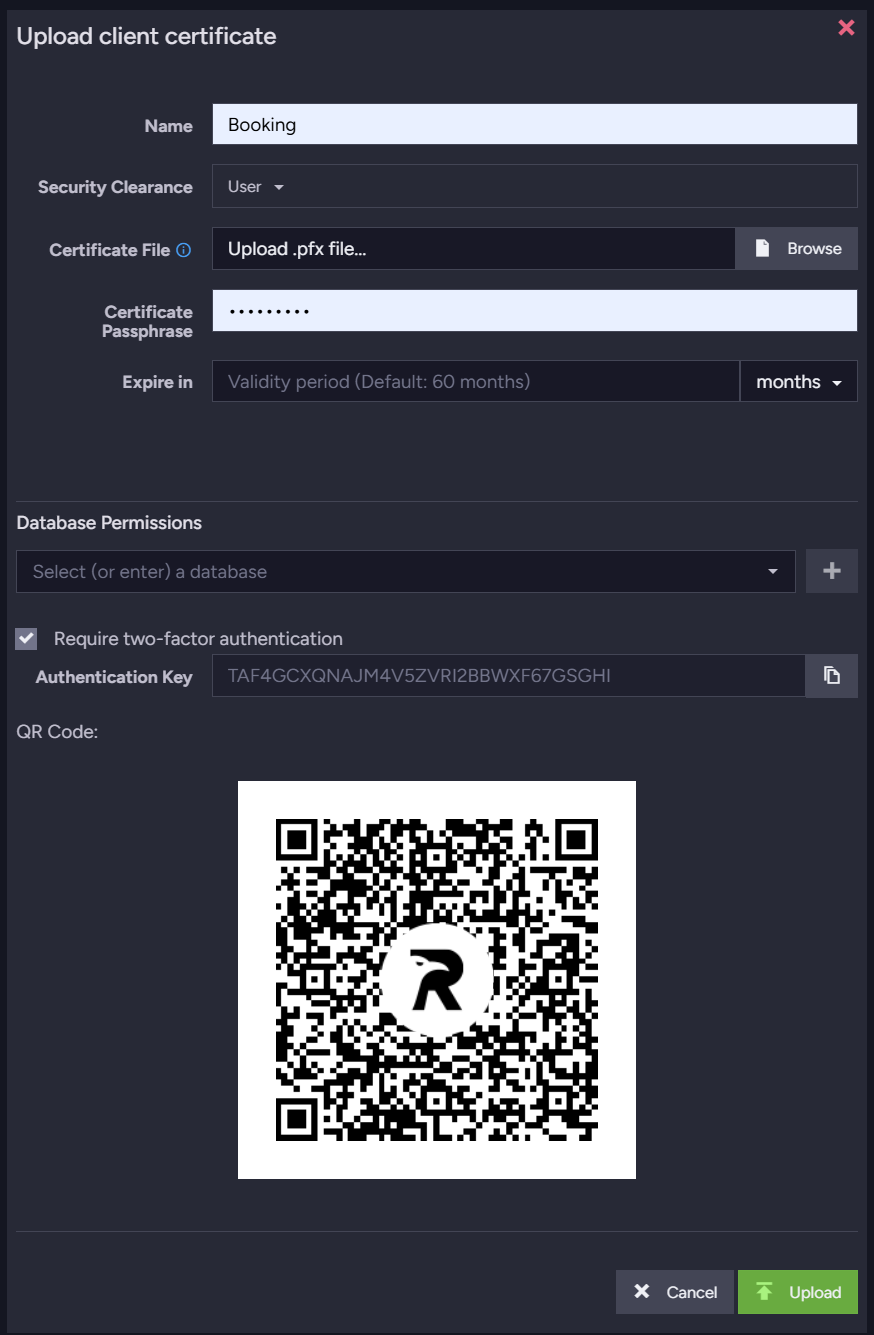 Upload client certificate
Name
Booking
Security Clearance
User
Certificate File
Upload .pfx file...
Browse
Certificate
Passphrase
•••••••••
Expire in
Validity period (Default: 60 months)
months
Database Permissions
Select (or enter) a database
Require two-factor authentication
Authentication Key
TAF4GCXQNAJM4V5ZVRI2BBWXF67GSGHI
QR Code:
R
Cancel
Upload